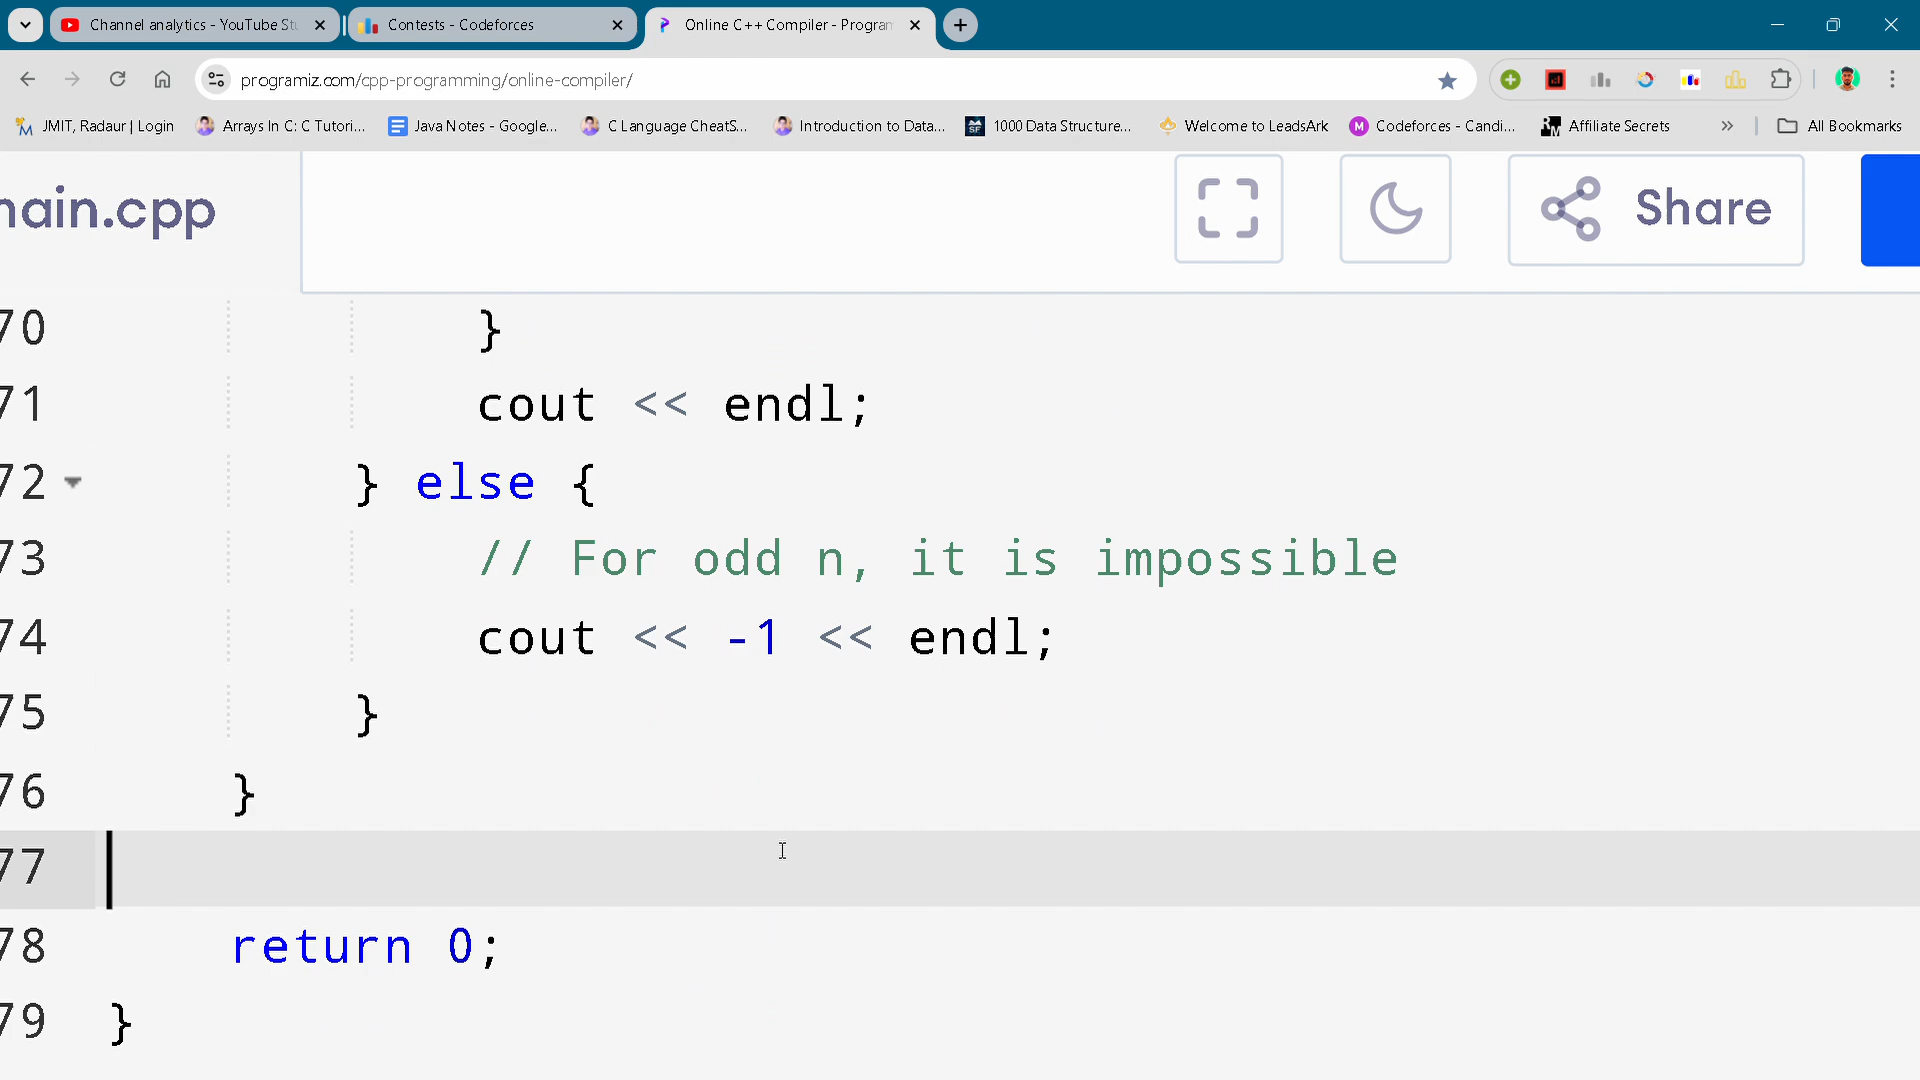 Channel analytics - YouTube Stu
Contests - Codeforces
Online C++ Compiler - Program
programiz.com/cpp-programming/online-compiler/
JMIT, Radaur | Login
Arrays In C: C Tutori...
Java Notes - Google...
C Language CheatS...
Introduction to Data...
1000 Data Structure...
Welcome to LeadsArk
Codeforces - Candi...
Affiliate Secrets
All Bookmarks
main.cpp
Share
70 }
71 cout << endl;
72 } else {
73 // For odd n, it is impossible
74 cout << -1 << endl;
75 }
76 }
77
78 return 0;
79 }